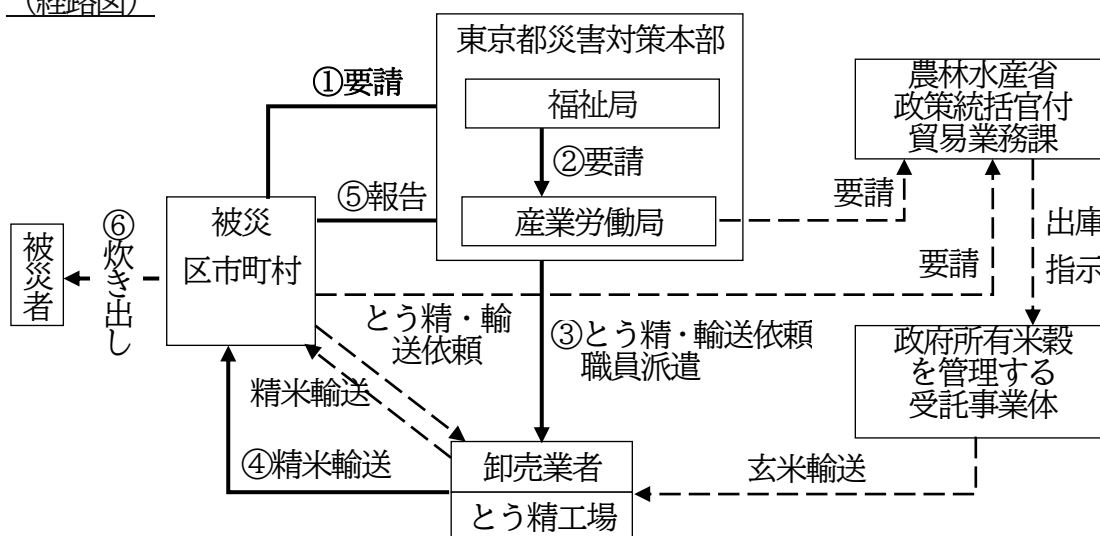 （経路図）
東京都災害対策本部
①要請
福祉局
農林水産省
政策統括官付
貿易業務課
②要請
⑤報告
産業労働局
要請
被災
区市町村
⑥炊き出し
被災者
要請
出庫
指示
とう精・輸
送依頼
③とう精・輸送依頼
職員派遣
政府所有米穀
を管理する
受託事業体
精米輸送
④精米輸送
卸売業者
とう精工場
玄米輸送